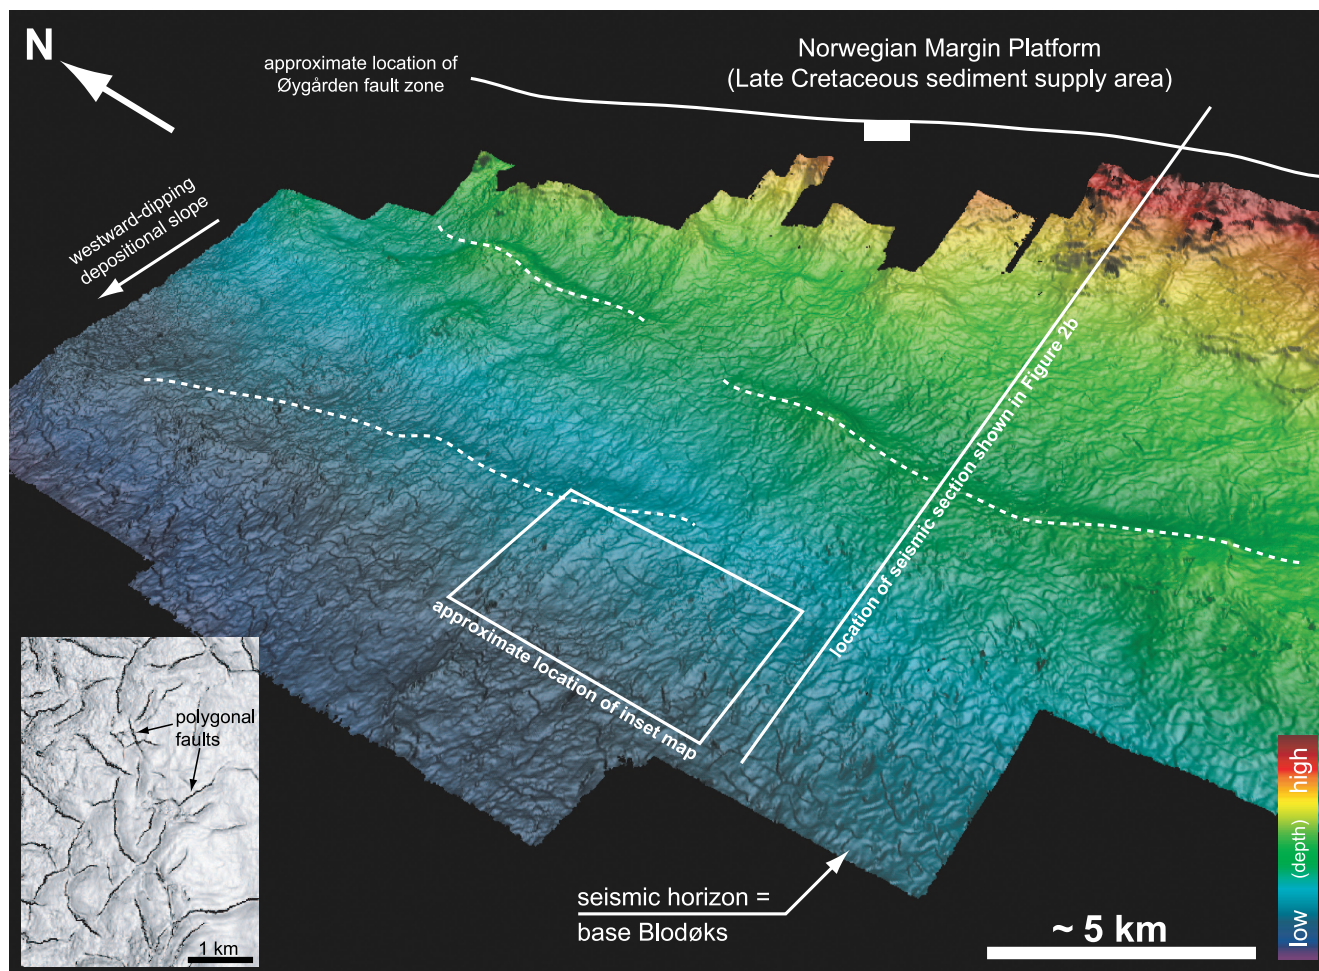 N
approximate location of
Øygården fault zone
Norwegian Margin Platform
(Late Cretaceous sediment supply area)
westward-dipping
depositional slope
location of seismic section shown in Figure 2b
approximate location of inset map
polygonal
faults
1 km
seismic horizon =
base Blodøks
~ 5 km
high
(depth)
low